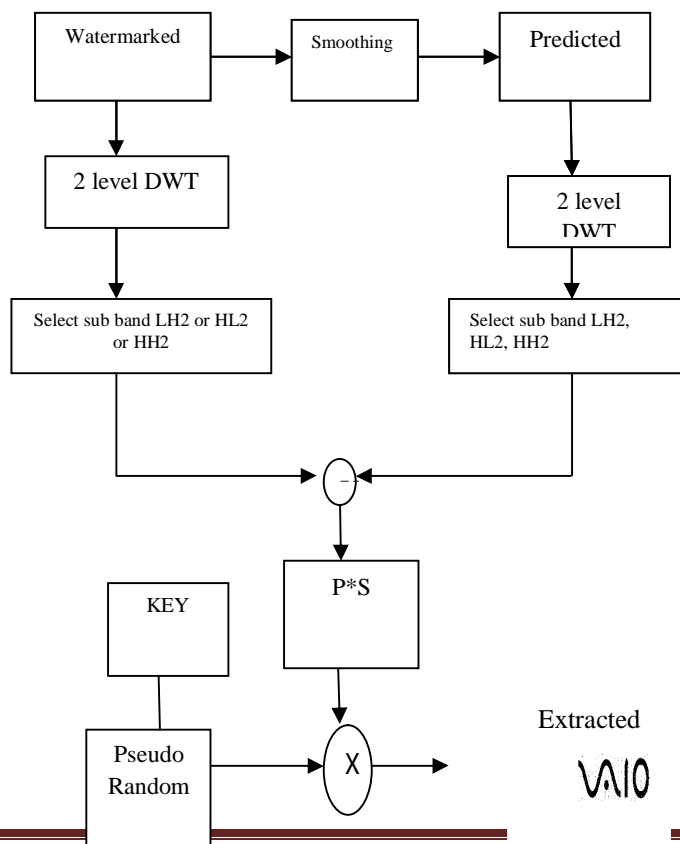 Watermarked
Smoothing
Predicted
2 level DWT
2 level
DWT
Select sub band LH2 or HL2
or HH2
Select sub band LH2,
HL2, HH2
--
P*S
KEY
Pseudo
Random
X
Extracted
VAIO